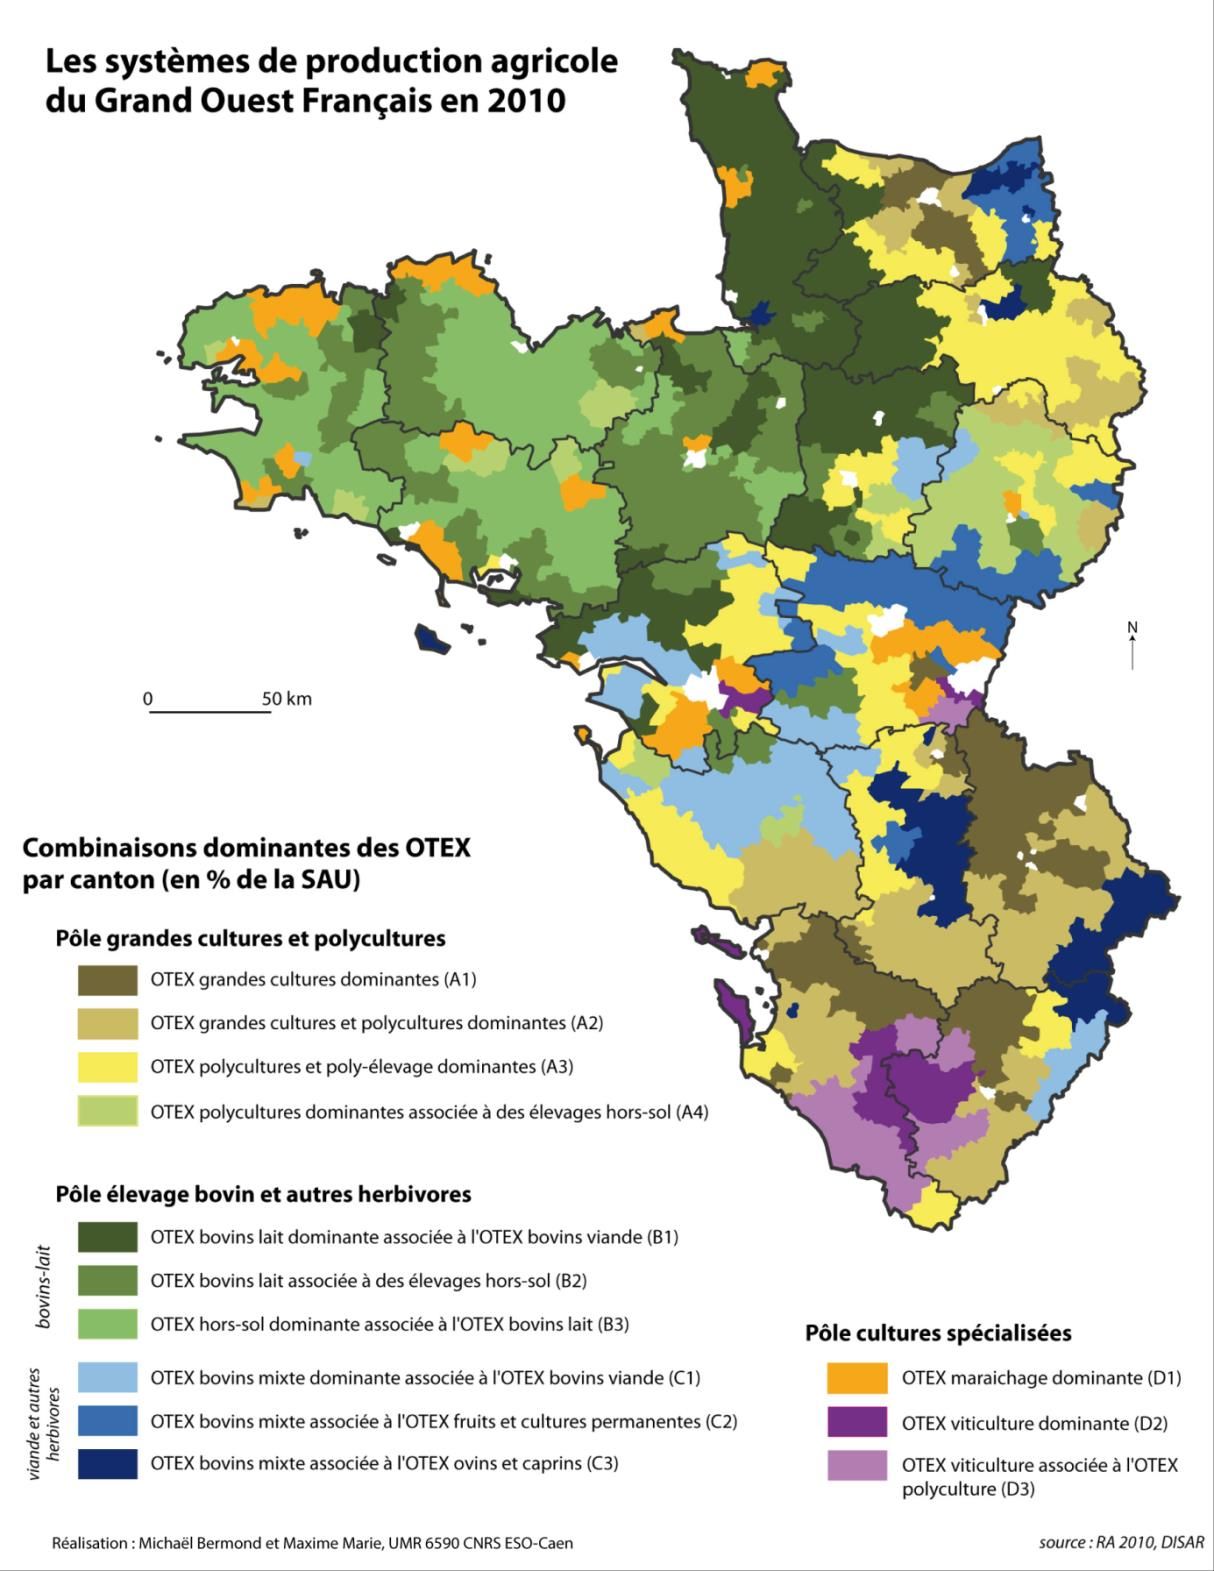 Les systèmes de production agricole
du Grand Ouest Français en 2010
N
0 50 km
Combinaisons dominantes des OTEX
par canton (en % de la SAU)
Pôle grandes cultures et polycultures
OTEX grandes cultures dominantes (A1)
OTEX grandes cultures et polycultures dominantes (A2)
OTEX polycultures et poly-élevage dominantes (A3)
OTEX polycultures dominantes associée à des élevages hors-sol (A4)
Pôle élevage bovin et autres herbivores
bovins-lait
OTEX bovins lait dominante associée à l'OTEX bovins viande (B1)
OTEX bovins lait associée à des élevages hors-sol (B2)
OTEX hors-sol dominante associée à l'OTEX bovins lait (B3)
viande et autres
herbivores
OTEX bovins mixte dominante associée à l'OTEX bovins viande (C1)
OTEX bovins mixte associée à l'OTEX fruits et cultures permanentes (C2)
OTEX bovins mixte associée à l'OTEX ovins et caprins (C3)
Pôle cultures spécialisées
OTEX maraichage dominante (D1)
OTEX viticulture dominante (D2)
OTEX viticulture associée à l'OTEX
polyculture (D3)
Réalisation : Michaël Bermond et Maxime Marie, UMR 6590 CNRS ESO-Caen
source : RA 2010, DISAR